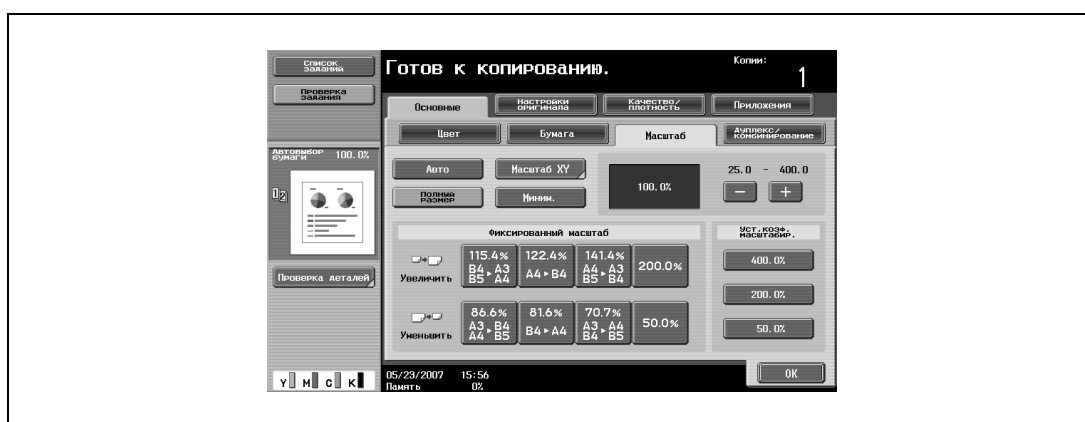 Список заданий
Проверка задания
Готов к копированию.
Копии:
1
Основные
Настройки оригинала
Качество/ плотность
Приложения
Цвет
Бумага
Масштаб
Дуплекс/ комбинирование
Автовыбор бумаги
100.0%
12
Проверка деталей
Авто
Масштаб XY
Полный размер
Миним.
100.0%
25.0 - 400.0
−
+
Фиксированный масштаб
Увеличить
115.4%
B4 ▸ A3
B5 ▸ A4
122.4%
A4 ▸ B4
141.4%
A4 ▸ A3
B5 ▸ B4
200.0%
Уменьшить
86.6%
A3 ▸ B4
A4 ▸ B5
81.6%
B4 ▸ A4
70.7%
A3 ▸ A4
B4 ▸ B5
50.0%
Уст.коэф. масштабир.
400.0%
200.0%
50.0%
Y M C K
05/23/2007 15:56
Память 0%
OK